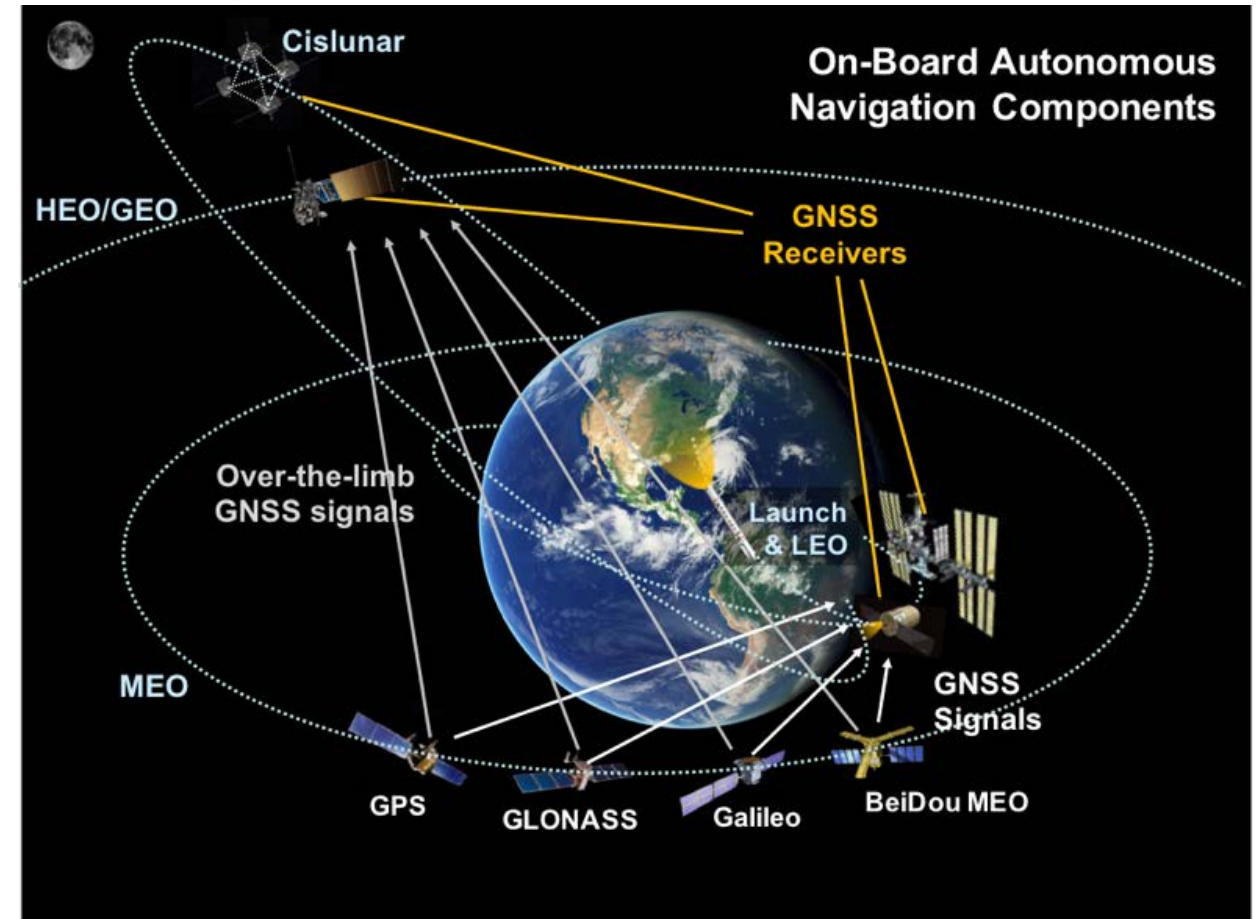 Cislunar
On-Board Autonomous
Navigation Components
HEO/GEO
GNSS
Receivers
Over-the-limb
GNSS signals
Launch
& LEO
MEO
GNSS
Signals
GPS
GLONASS
Galileo
BeiDou MEO